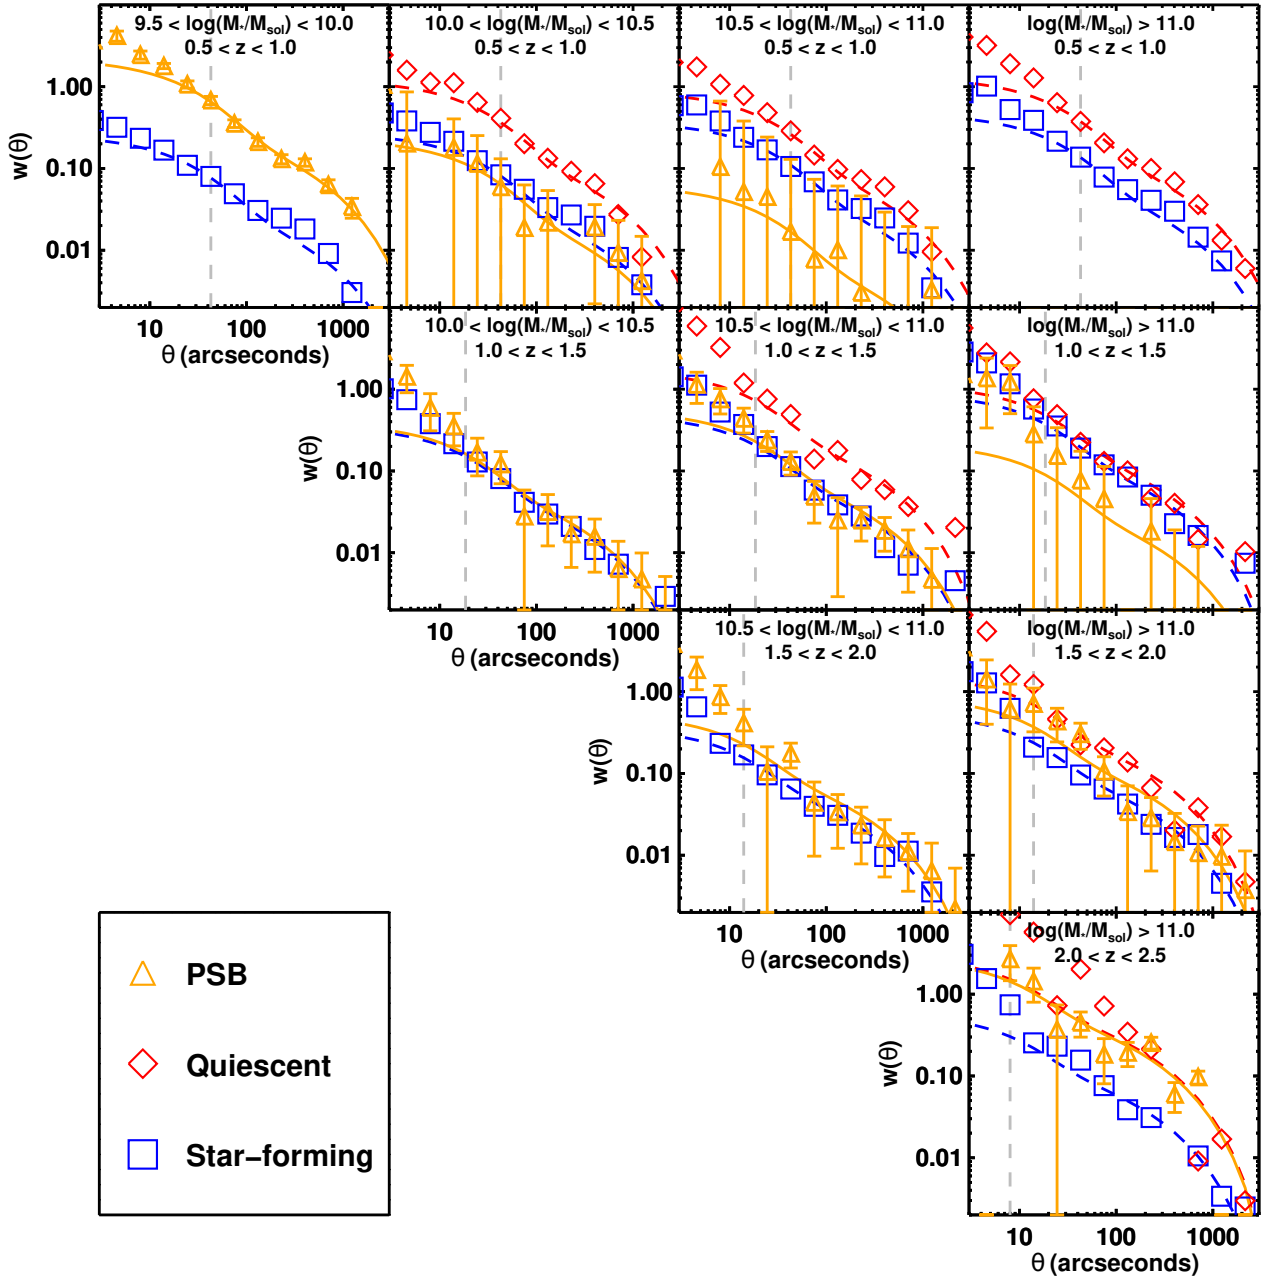 9.5 < log(M*/Msol) < 10.0
0.5 < z < 1.0
10.0 < log(M*/Msol) < 10.5
0.5 < z < 1.0
10.5 < log(M*/Msol) < 11.0
0.5 < z < 1.0
log(M*/Msol) > 11.0
0.5 < z < 1.0
w(θ)
1.00
0.10
0.01
10 100 1000
θ (arcseconds)
10.0 < log(M*/Msol) < 10.5
1.0 < z < 1.5
10.5 < log(M*/Msol) < 11.0
1.0 < z < 1.5
log(M*/Msol) > 11.0
1.0 < z < 1.5
w(θ)
1.00
0.10
0.01
10 100 1000
θ (arcseconds)
10.5 < log(M*/Msol) < 11.0
1.5 < z < 2.0
log(M*/Msol) > 11.0
1.5 < z < 2.0
w(θ)
1.00
0.10
0.01
10 100 1000
θ (arcseconds)
log(M*/Msol) > 11.0
2.0 < z < 2.5
w(θ)
1.00
0.10
0.01
10 100 1000
θ (arcseconds)
PSB
Quiescent
Star-forming